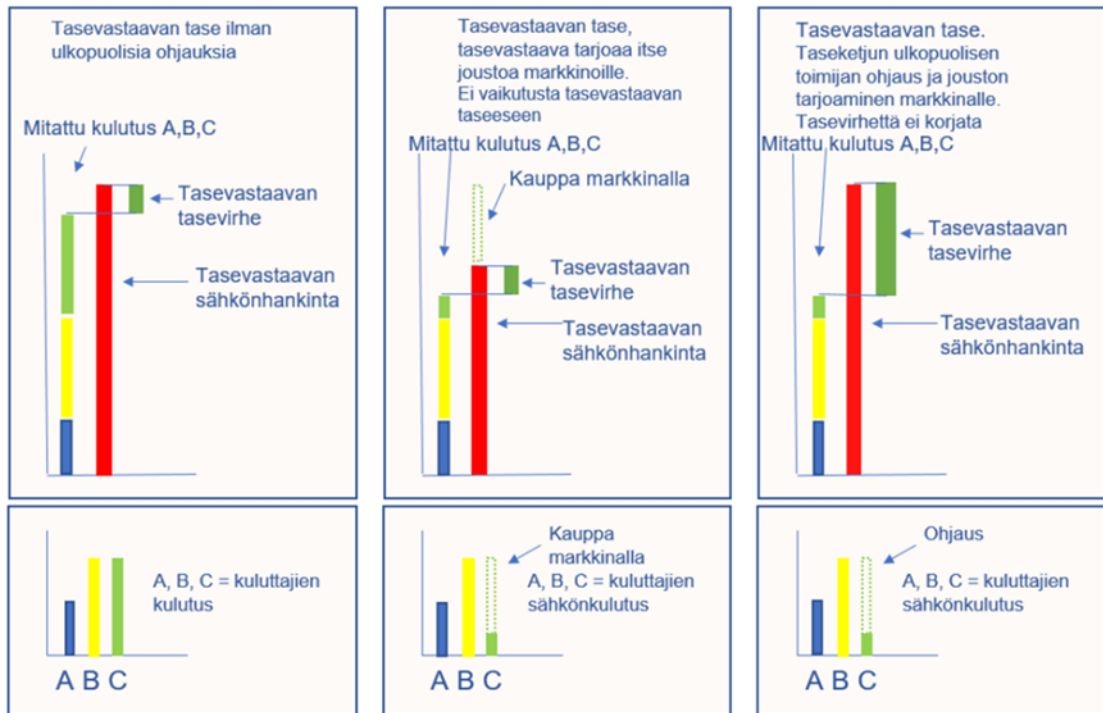 Tasevastaavan tase ilman
ulkopuolisia ohjauksia
Mitattu kulutus A,B,C
Tasevastaavan
tasevirhe
Tasevastaavan
sähkönhankinta
Tasevastaavan tase,
tasevastaava tarjoaa itse
joustoa markkinoille.
Ei vaikutusta tasevastaavan
taseeseen
Mitattu kulutus A,B,C
Kauppa markkinalla
Tasevastaavan
tasevirhe
Tasevastaavan
sähkönhankinta
Tasevastaavan tase.
Taseketjun ulkopuolisen
toimijan ohjaus ja jouston
tarjoaminen markkinalle.
Tasevirhettä ei korjata
Mitattu kulutus A,B,C
Tasevastaavan
tasevirhe
Tasevastaavan
sähkönhankinta
A, B, C = kuluttajien
kulutus
A B C
Kauppa
markkinalla
A, B, C = kuluttajien
sähkönkulutus
A B C
Ohjaus
A, B, C = kuluttajien
sähkönkulutus
A B C